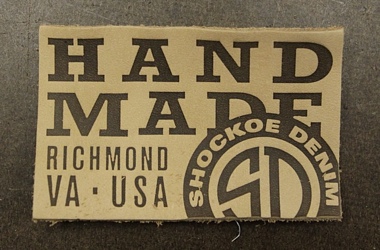 HAND
MADE
RICHMOND
VA · USA
SHOCKOE DENIM
SD